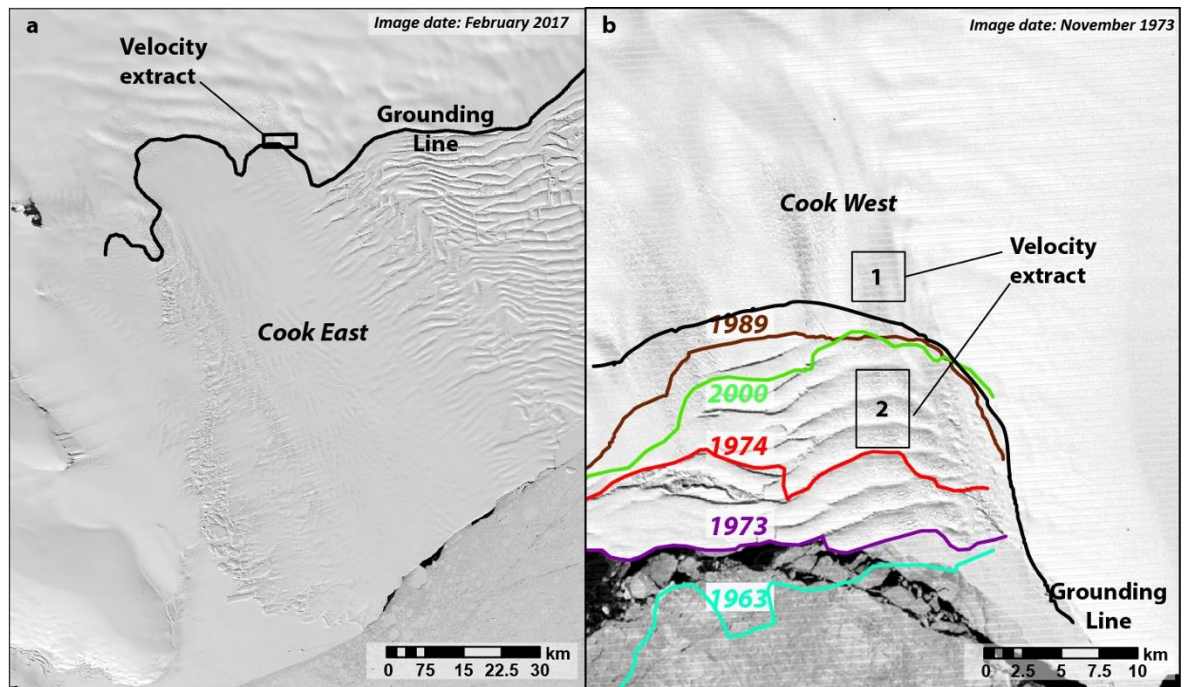 a
Image date: February 2017
Velocity
extract
Grounding
Line
Cook East
km
0 75 15 22.5 30
b
Image date: November 1973
Cook West
Velocity
extract
1
1989
2000
2
1974
1973
1963
Grounding
Line
km
0 2.5 5 7.5 10